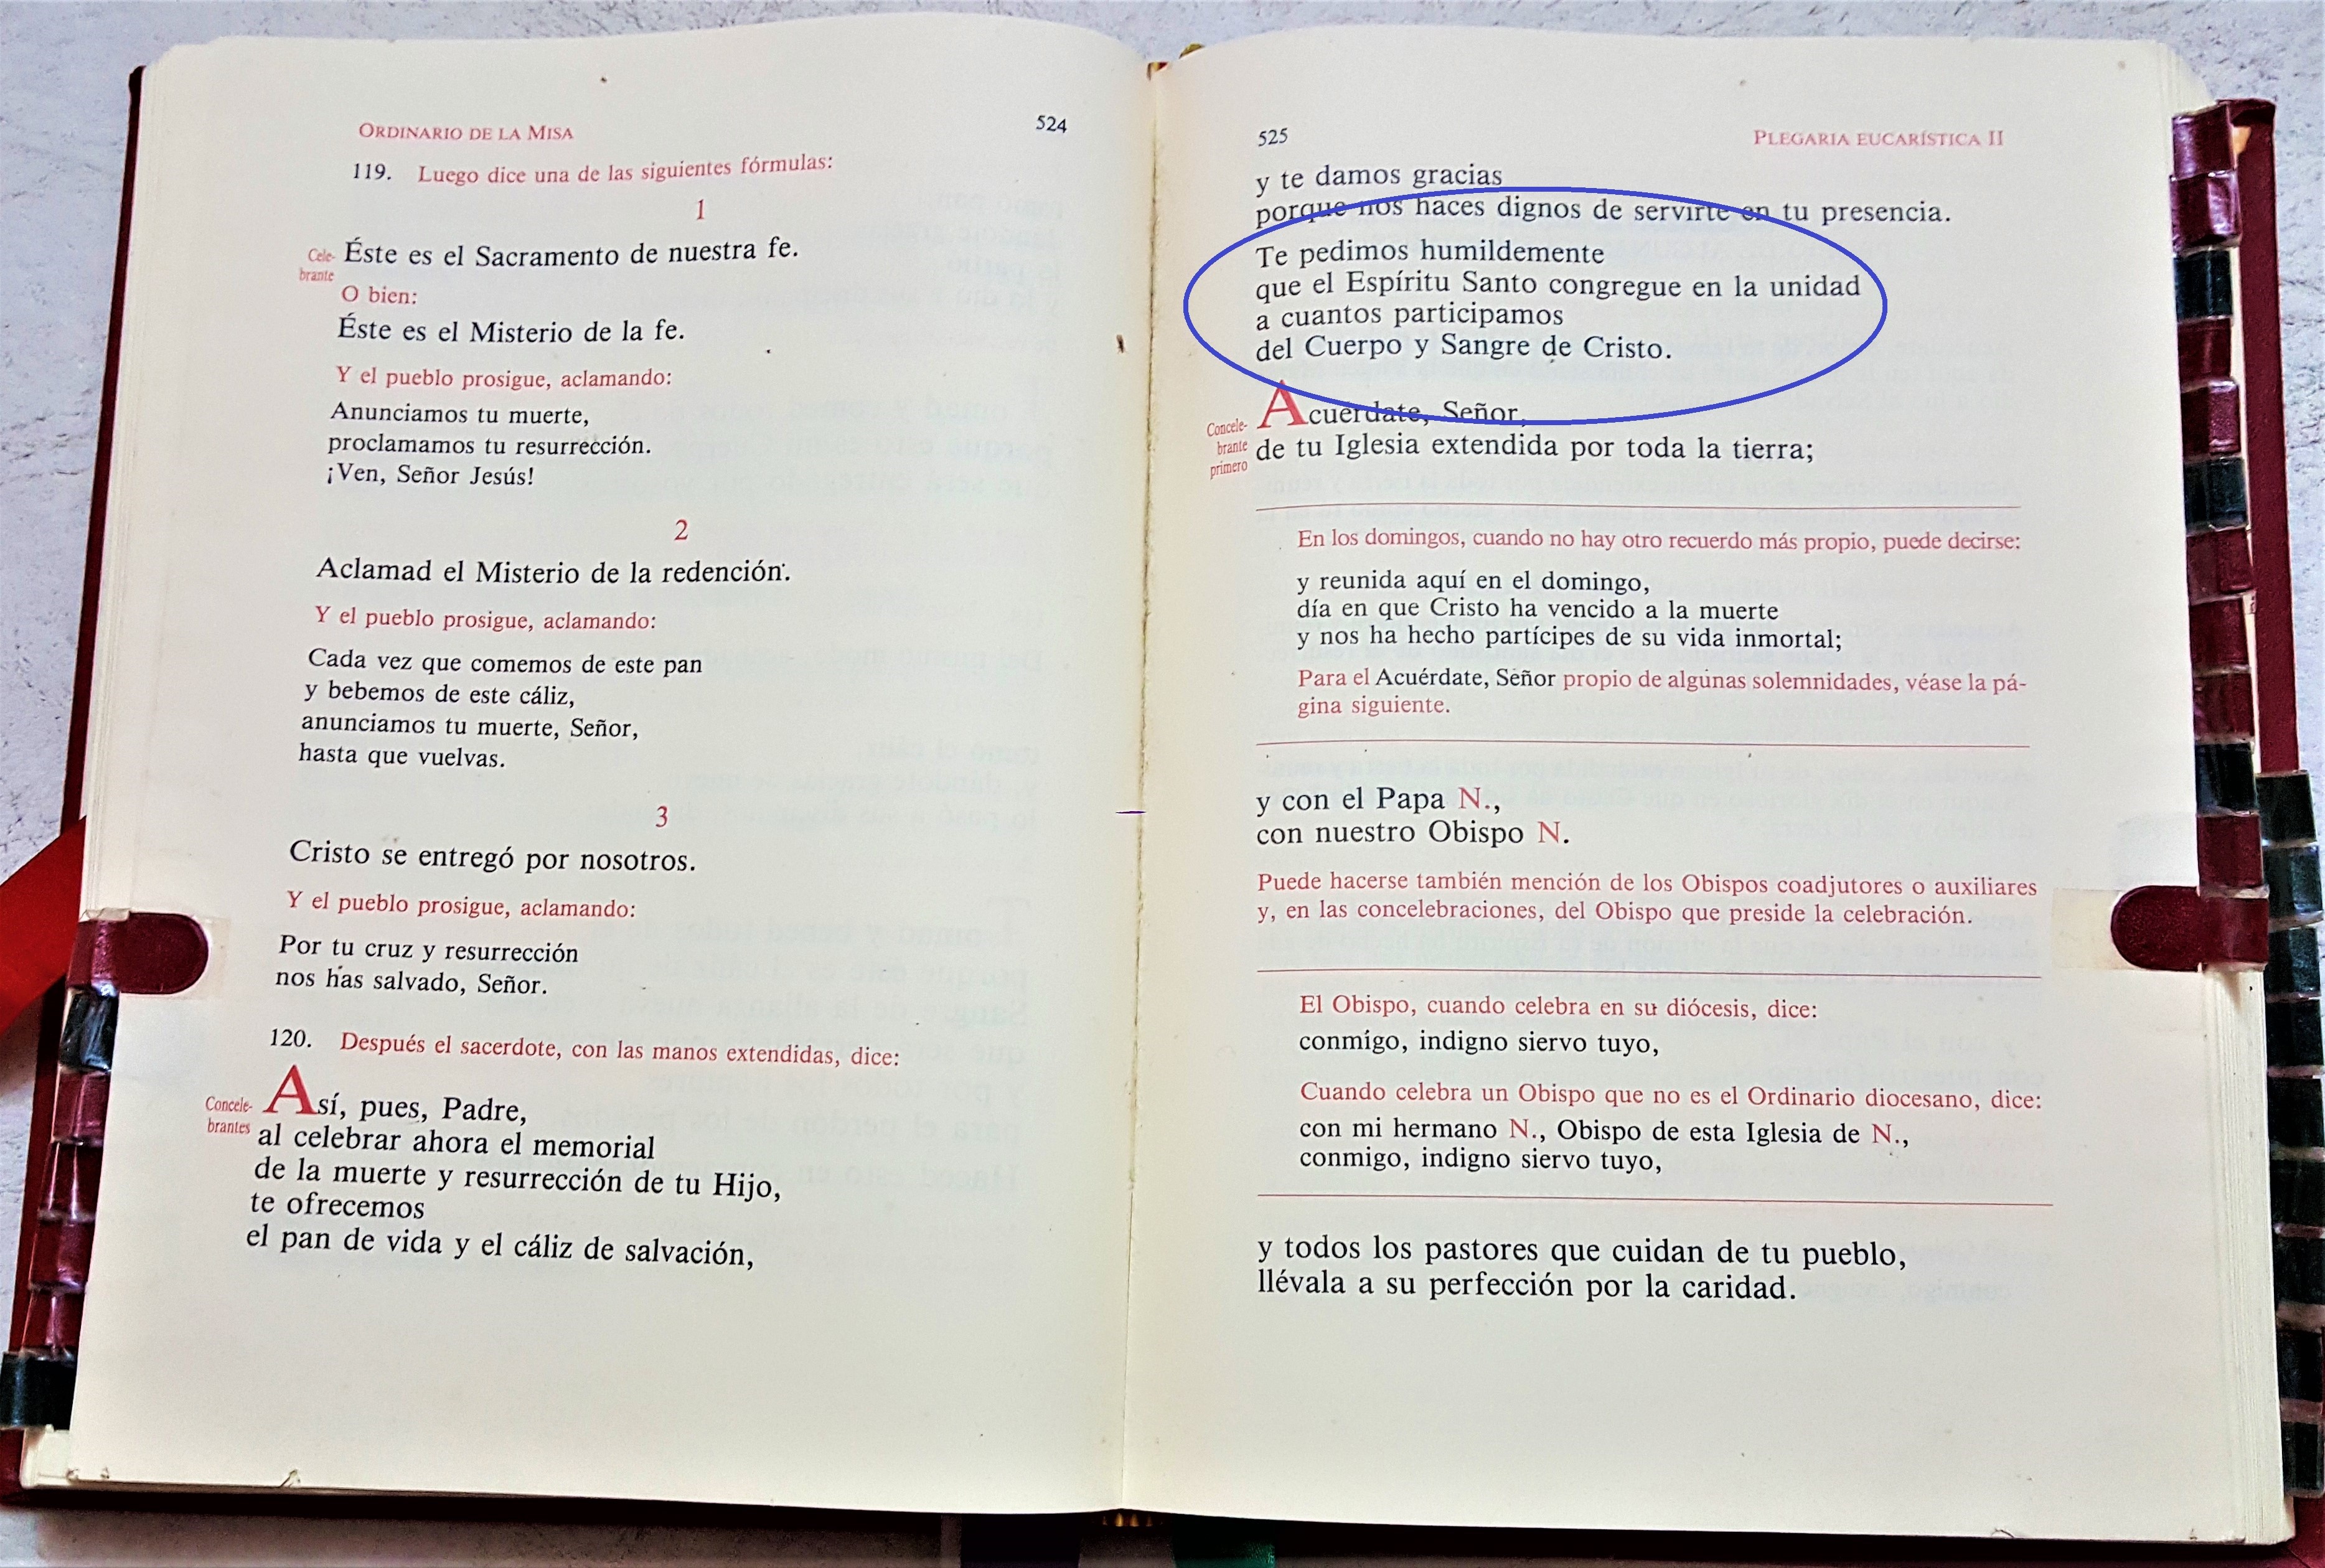 ORDINARIO DE LA MISA
524
119. Luego dice una de las siguientes fórmulas:
1
Cele-
brante
Éste es el Sacramento de nuestra fe.
O bien:
Éste es el Misterio de la fe.
Y el pueblo prosigue, aclamando:
Anunciamos tu muerte,
proclamamos tu resurrección.
¡Ven, Señor Jesús!
2
Aclamad el Misterio de la redención.
Y el pueblo prosigue, aclamando:
Cada vez que comemos de este pan
y bebemos de este cáliz,
anunciamos tu muerte, Señor,
hasta que vuelvas.
3
Cristo se entregó por nosotros.
Y el pueblo prosigue, aclamando:
Por tu cruz y resurrección
nos has salvado, Señor.
120. Después el sacerdote, con las manos extendidas, dice:
Concele-
brantes
Así, pues, Padre,
al celebrar ahora el memorial
de la muerte y resurrección de tu Hijo,
te ofrecemos
el pan de vida y el cáliz de salvación,
525
PLEGARIA EUCARÍSTICA II
y te damos gracias
porque nos haces dignos de servirte en tu presencia.
Te pedimos humildemente
que el Espíritu Santo congregue en la unidad
a cuantos participamos
del Cuerpo y Sangre de Cristo.
Concele-
brante
primero
Acuérdate, Señor,
de tu Iglesia extendida por toda la tierra;
En los domingos, cuando no hay otro recuerdo más propio, puede decirse:
y reunida aquí en el domingo,
día en que Cristo ha vencido a la muerte
y nos ha hecho partícipes de su vida inmortal;
Para el Acuérdate, Señor propio de algunas solemnidades, véase la pá-
gina siguiente.
y con el Papa N.,
con nuestro Obispo N.
Puede hacerse también mención de los Obispos coadjutores o auxiliares
y, en las concelebraciones, del Obispo que preside la celebración.
El Obispo, cuando celebra en su diócesis, dice:
conmígo, indigno siervo tuyo,
Cuando celebra un Obispo que no es el Ordinario diocesano, dice:
con mi hermano N., Obispo de esta Iglesia de N.,
conmigo, indigno siervo tuyo,
y todos los pastores que cuidan de tu pueblo,
llévala a su perfección por la caridad.